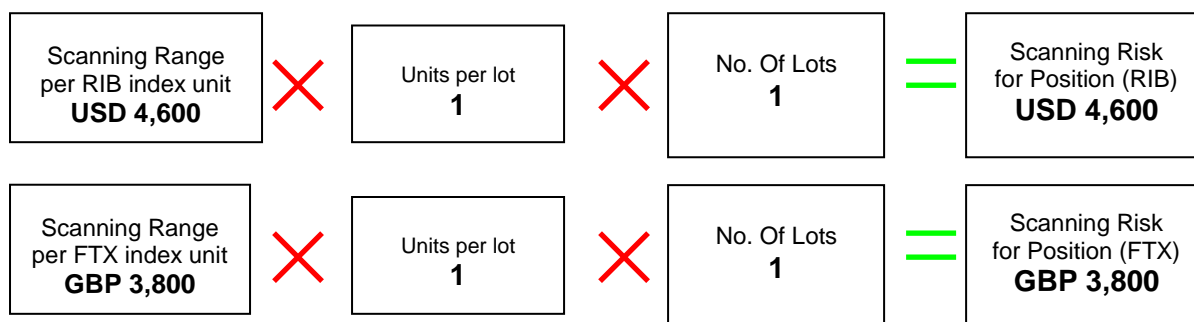 Scanning Range
per RIB index unit
USD 4,600
Units per lot
1
No. Of Lots
1
Scanning Risk
for Position (RIB)
USD 4,600
Scanning Range
per FTX index unit
GBP 3,800
Units per lot
1
No. Of Lots
1
Scanning Risk
for Position (FTX)
GBP 3,800